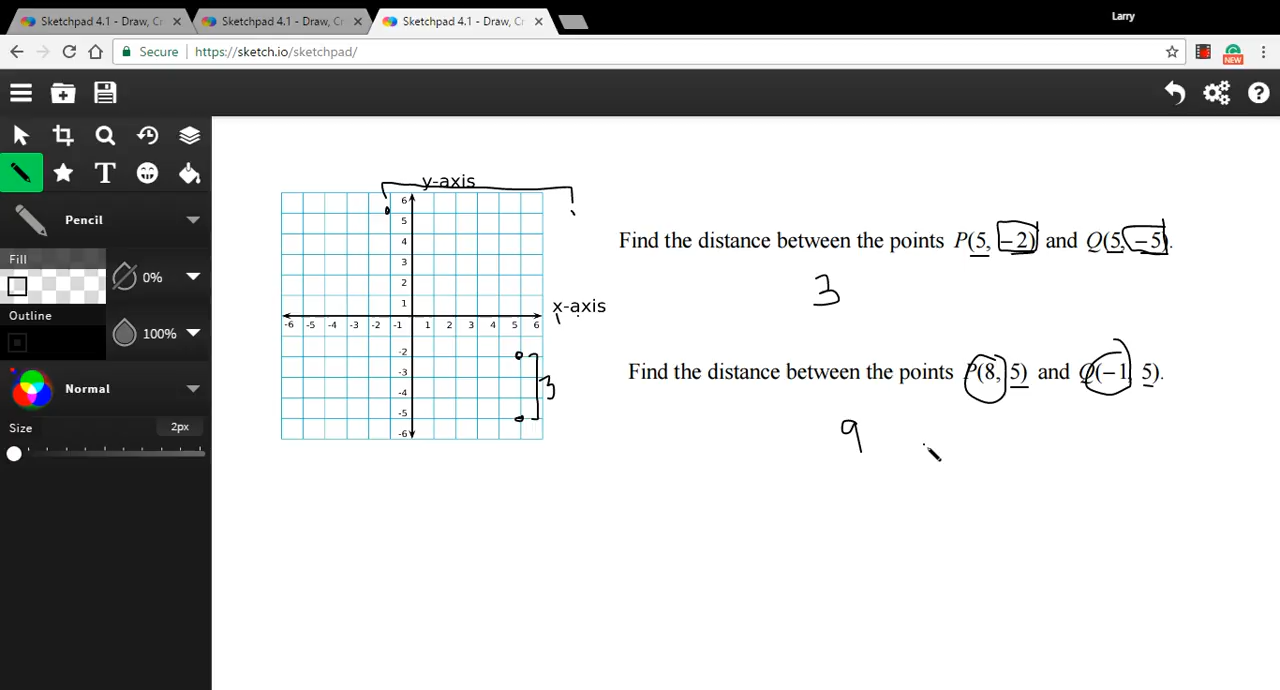 Larry
Sketchpad 4.1 - Draw, Cr
Sketchpad 4.1 - Draw, Cr
Sketchpad 4.1 - Draw, Cr
Secure
https://sketch.io/sketchpad/
NEW
Pencil
Fill
0%
Outline
100%
Normal
Size
2px
y-axis
6
5
4
3
2
1
x-axis
-6 -5 -4 -3 -2 -1 1 2 3 4 5 6
-2
-3
-4
-5
-6
3
Find the distance between the points P(5, −2) and Q(5, −5).
3
Find the distance between the points P(8, 5) and Q(−1, 5).
9